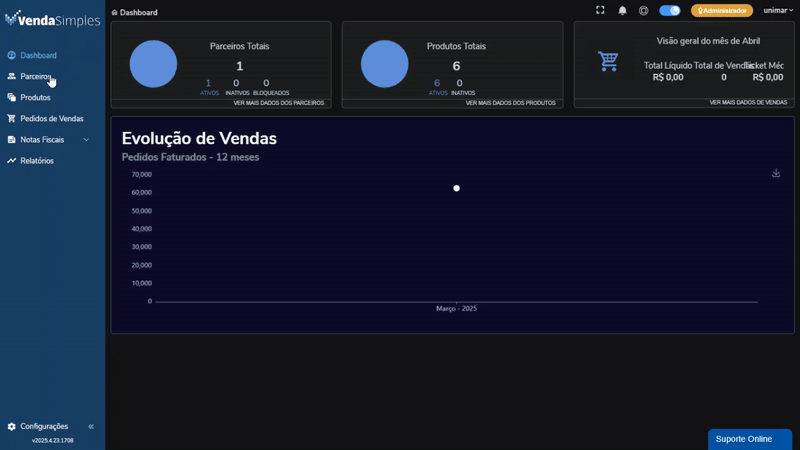 VendaSimples
Dashboard
Administrador
unimar
Dashboard
Parceiros
Produtos
Pedidos de Vendas
Notas Fiscais
Relatórios
Configurações
v2025.4.23.1708
Parceiros Totais
1
1 0 0
ATIVOS INATIVOS BLOQUEADOS
VER MAIS DADOS DOS PARCEIROS
Produtos Totais
6
6 0
ATIVOS INATIVOS
VER MAIS DADOS DOS PRODUTOS
Visão geral do mês de Abril
Total Líquido Total de Vendas Ticket Méc
R$ 0,00 0 R$ 0,00
VER MAIS DADOS DE VENDAS
Evolução de Vendas
Pedidos Faturados - 12 meses
70,000
60,000
50,000
40,000
30,000
20,000
10,000
0
Março - 2025
Suporte Online